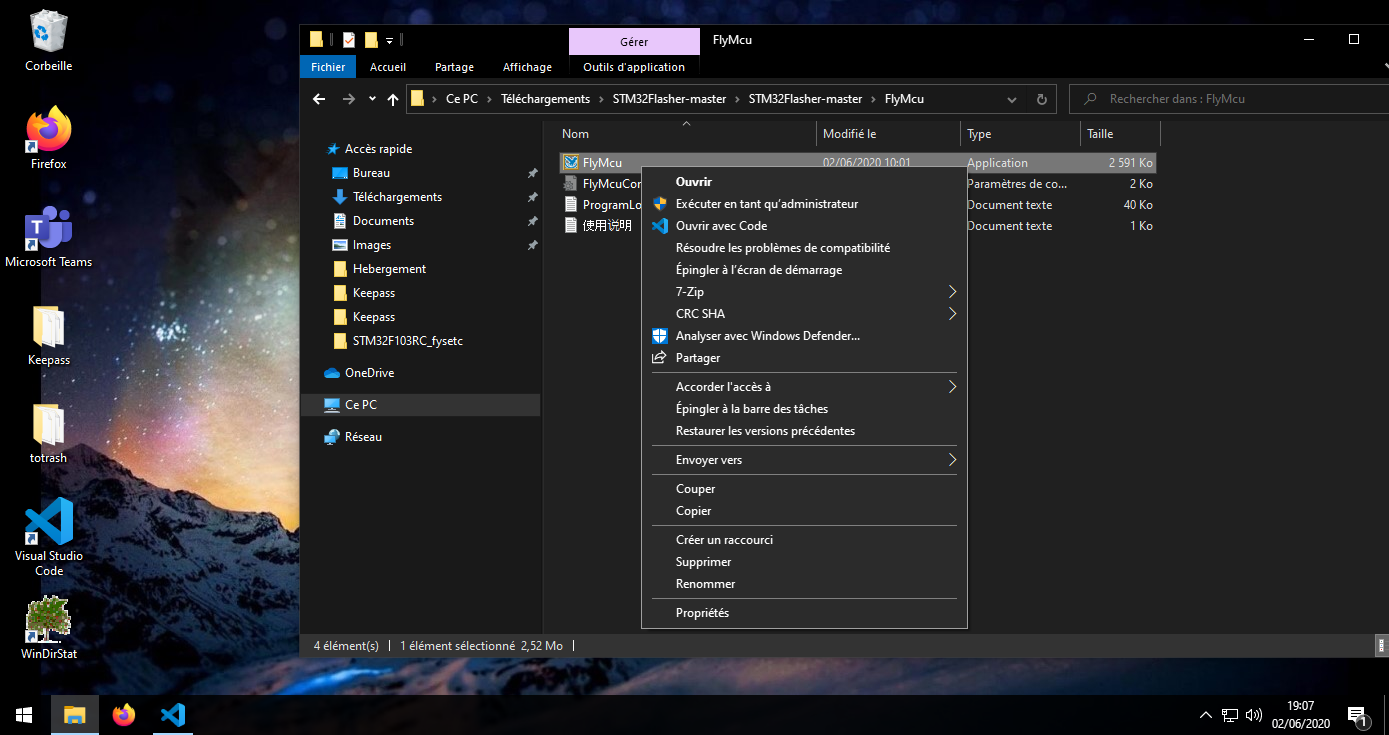 Corbeille
Firefox
Microsoft Teams
Keepass
totrash
Visual Studio
Code
WinDirStat
Gérer
FlyMcu
Fichier
Accueil
Partage
Affichage
Outils d'application
Ce PC
Téléchargements
STM32Flasher-master
STM32Flasher-master
FlyMcu
Rechercher dans : FlyMcu
Accès rapide
Bureau
Téléchargements
Documents
Images
Hebergement
Keepass
Keepass
STM32F103RC_fysetc
OneDrive
Ce PC
Réseau
Nom
Modifié le
Type
Taille
FlyMcu
02/06/2020 10:01
Application
2 591 Ko
FlyMcuCon
Paramètres de co...
2 Ko
ProgramLo
Document texte
40 Ko
使用说明
Document texte
1 Ko
Ouvrir
Exécuter en tant qu'administrateur
Ouvrir avec Code
Résoudre les problèmes de compatibilité
Épingler à l'écran de démarrage
7-Zip
CRC SHA
Analyser avec Windows Defender...
Partager
Accorder l'accès à
Épingler à la barre des tâches
Restaurer les versions précédentes
Envoyer vers
Couper
Copier
Créer un raccourci
Supprimer
Renommer
Propriétés
4 élément(s)
1 élément sélectionné 2,52 Mo
19:07
02/06/2020
1